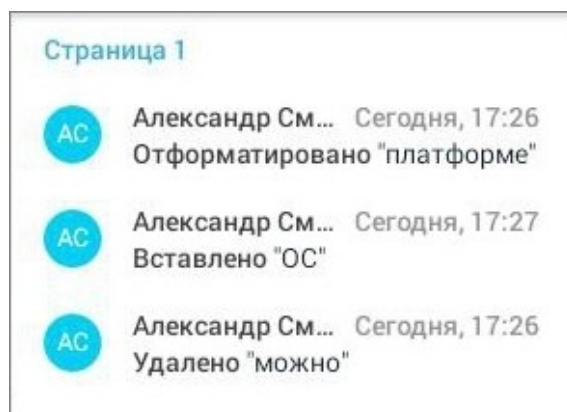 Страница 1
АС
Александр См... Сегодня, 17:26
Отформатировано "платформе"
АС
Александр См... Сегодня, 17:27
Вставлено "ОС"
АС
Александр См... Сегодня, 17:26
Удалено "можно"